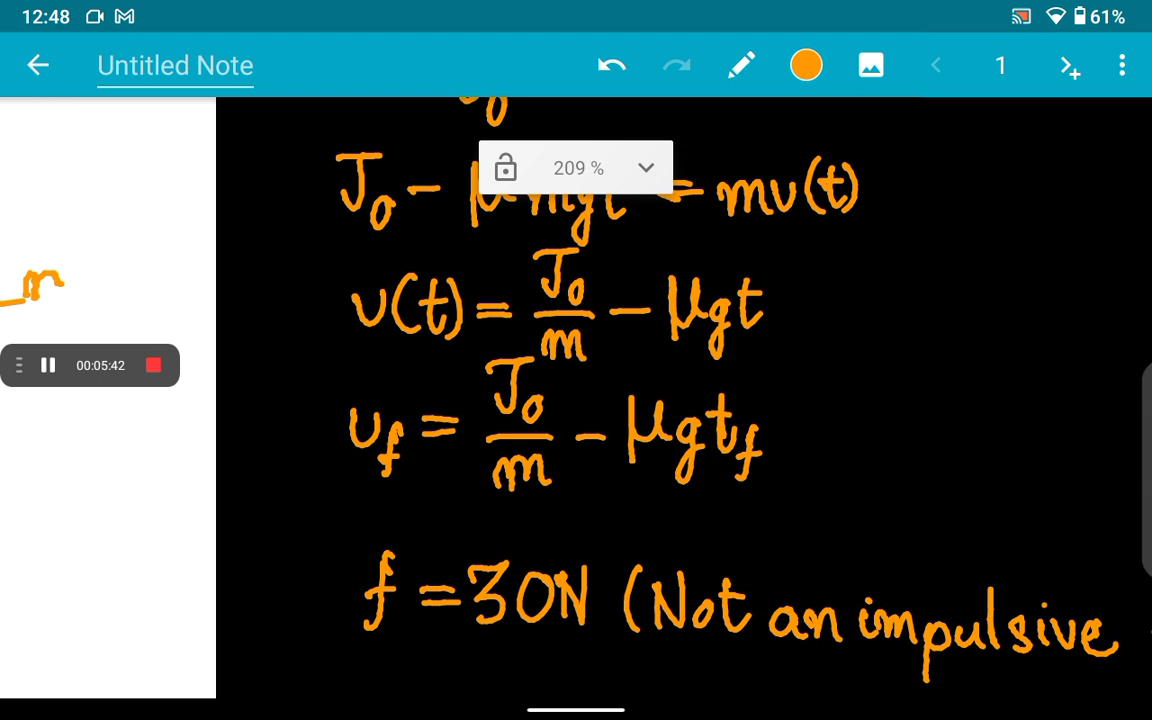 12:48 61%
Untitled Note 1
209 %
J₀ - μmgt = mv(t)
m
v(t) = J₀/m - μgt
00:05:42
v_f = J₀/m - μgt_f
f = 30N (Not an impulsive